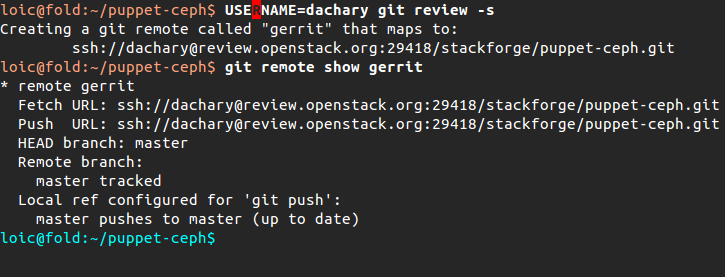 loic@fold:~/puppet-ceph$ USERNAME=dachary git review -s
Creating a git remote called "gerrit" that maps to:
        ssh://dachary@review.openstack.org:29418/stackforge/puppet-ceph.git
loic@fold:~/puppet-ceph$ git remote show gerrit
* remote gerrit
  Fetch URL: ssh://dachary@review.openstack.org:29418/stackforge/puppet-ceph.git
  Push  URL: ssh://dachary@review.openstack.org:29418/stackforge/puppet-ceph.git
  HEAD branch: master
  Remote branch:
    master tracked
  Local ref configured for 'git push':
    master pushes to master (up to date)
loic@fold:~/puppet-ceph$